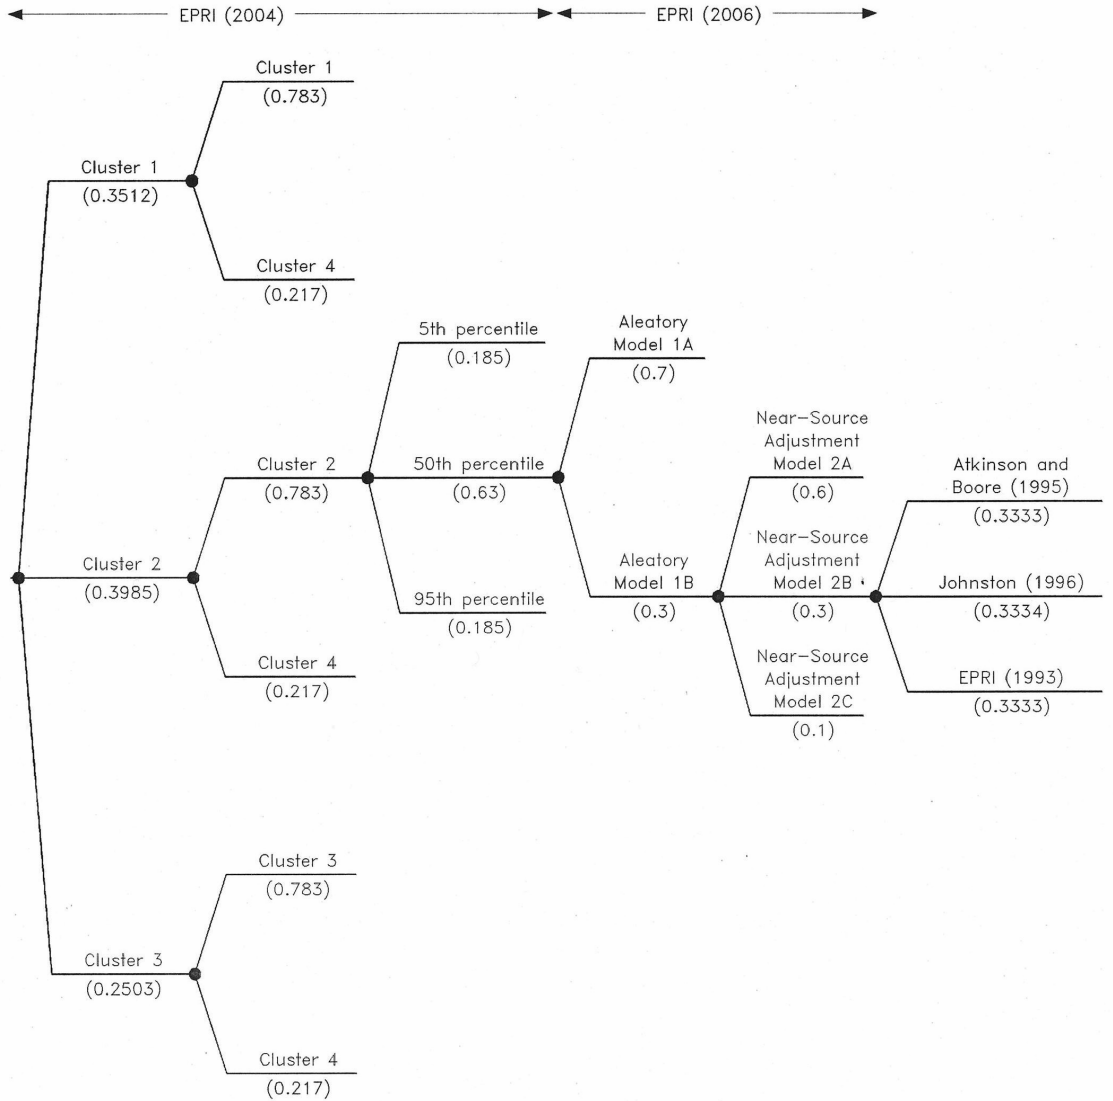 EPRI (2004)
EPRI (2006)
Cluster 1
(0.783)
Cluster 1
(0.3512)
Cluster 4
(0.217)
5th percentile
(0.185)
Aleatory
Model 1A
(0.7)
Cluster 2
(0.783)
50th percentile
(0.63)
Near-Source
Adjustment
Model 2A
(0.6)
Atkinson and
Boore (1995)
(0.3333)
Cluster 2
(0.3985)
Aleatory
Model 1B
(0.3)
Near-Source
Adjustment
Model 2B
(0.3)
Johnston (1996)
(0.3334)
95th percentile
(0.185)
Cluster 4
(0.217)
Near-Source
Adjustment
Model 2C
(0.1)
EPRI (1993)
(0.3333)
Cluster 3
(0.783)
Cluster 3
(0.2503)
Cluster 4
(0.217)